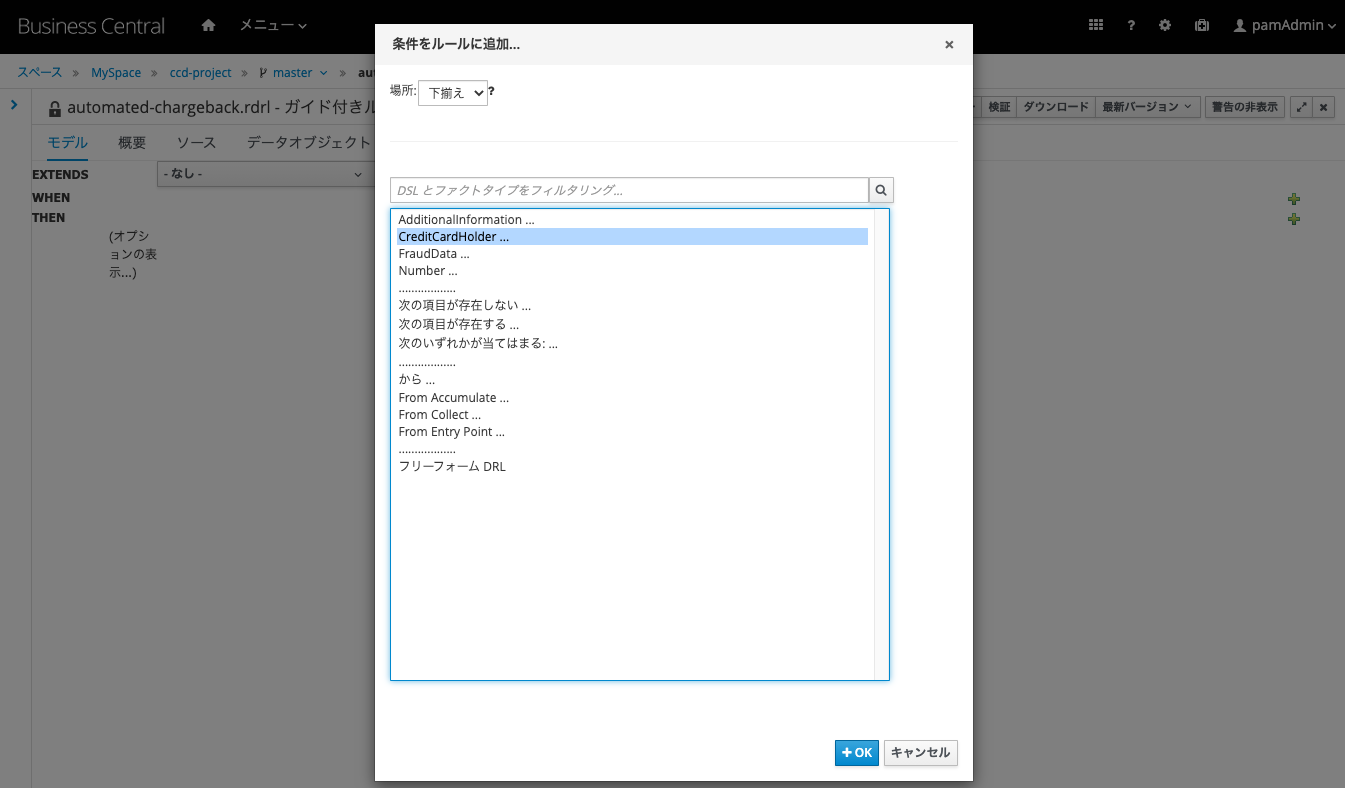 Business Central
メニュー
?
pamAdmin
スペース » MySpace » ccd-project » master » au
automated-chargeback.rdrl - ガイド付きル
検証
ダウンロード
最新バージョン
警告の非表示
モデル
概要
ソース
データオブジェクト
EXTENDS
- なし -
WHEN
THEN
(オプシ
ョンの表
示...)
条件をルールに追加...
×
場所:
下揃え
?
DSL とファクトタイプをフィルタリング...
AdditionalInformation ...
CreditCardHolder ...
FraudData ...
Number ...
..................
次の項目が存在しない ...
次の項目が存在する ...
次のいずれかが当てはまる: ...
..................
から ...
From Accumulate ...
From Collect ...
From Entry Point ...
..................
フリーフォーム DRL
+ OK
キャンセル